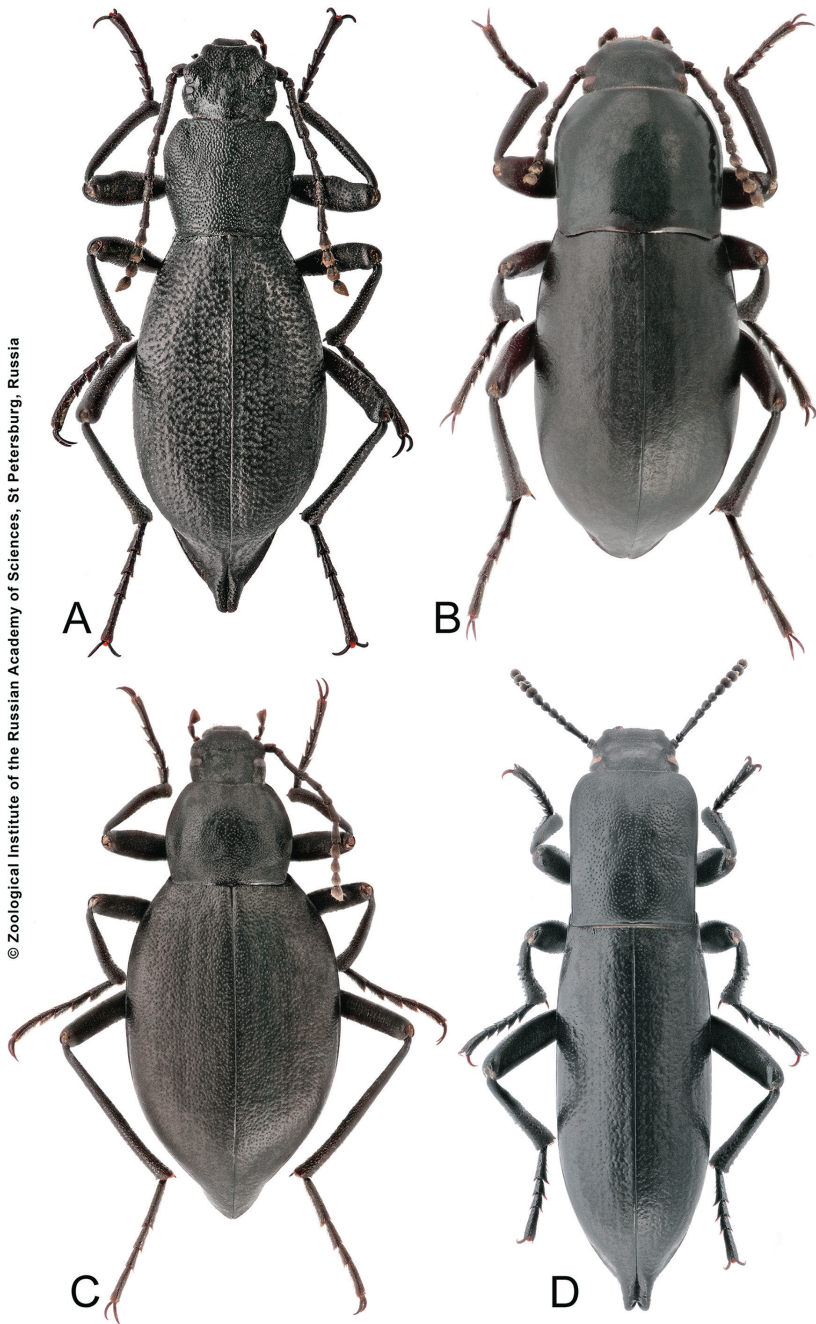 © Zoological Institute of the Russian Academy of Sciences, St Petersburg, Russia
A
B
C
D